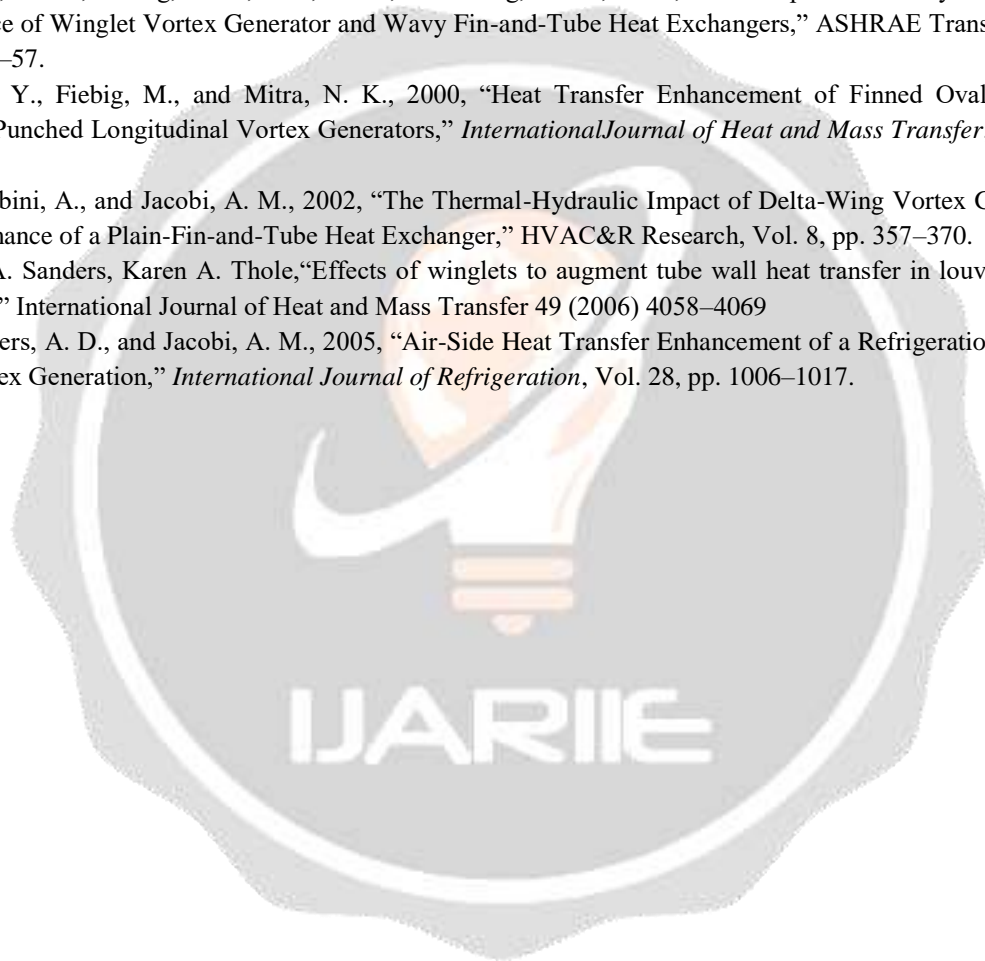 ce of Winglet Vortex Generator and Wavy Fin-and-Tube Heat Exchangers,” ASHRAE Trans
–57.
Y., Fiebig, M., and Mitra, N. K., 2000, “Heat Transfer Enhancement of Finned Oval
Punched Longitudinal Vortex Generators,” InternationalJournal of Heat and Mass Transfer
bini, A., and Jacobi, A. M., 2002, “The Thermal-Hydraulic Impact of Delta-Wing Vortex G
nance of a Plain-Fin-and-Tube Heat Exchanger,” HVAC&R Research, Vol. 8, pp. 357–370.
A. Sanders, Karen A. Thole,“Effects of winglets to augment tube wall heat transfer in louv
” International Journal of Heat and Mass Transfer 49 (2006) 4058–4069
ers, A. D., and Jacobi, A. M., 2005, “Air-Side Heat Transfer Enhancement of a Refrigeratio
ex Generation,” International Journal of Refrigeration, Vol. 28, pp. 1006–1017.
IJARIIE